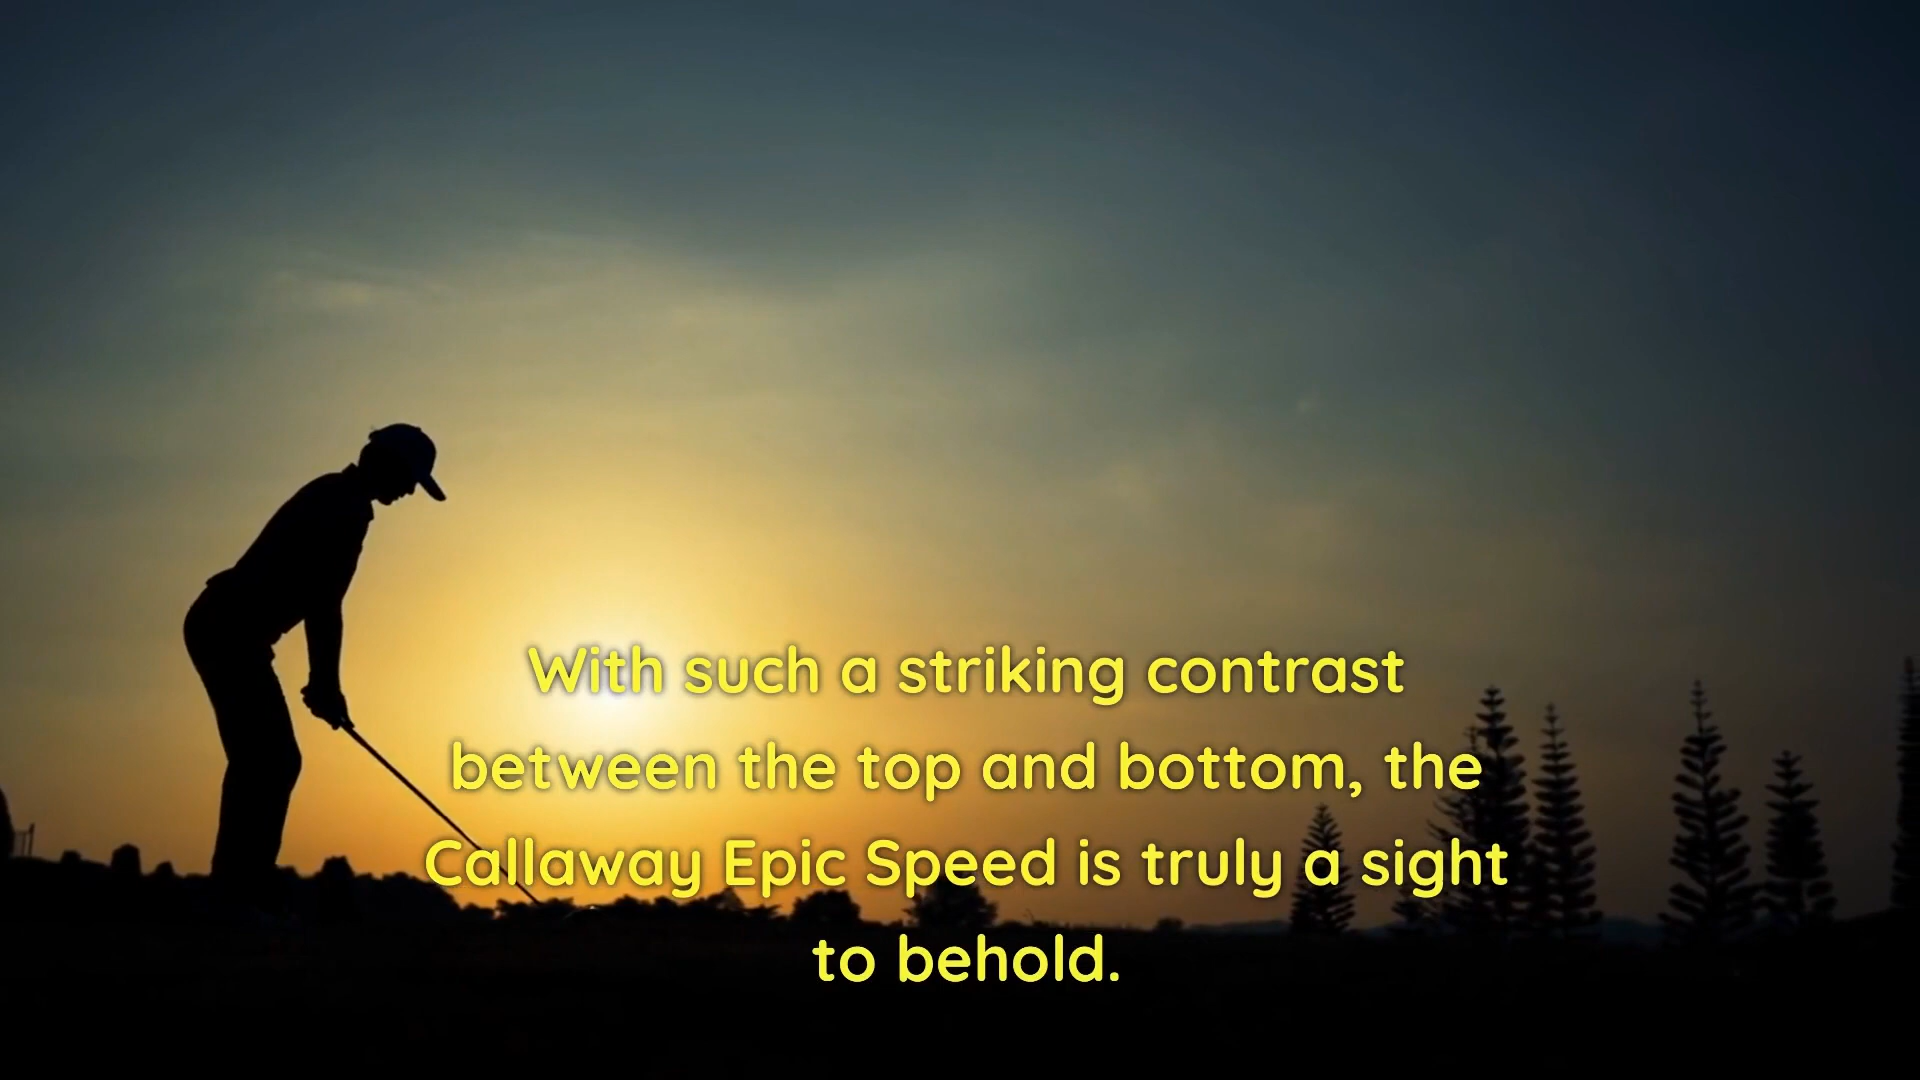 With such a striking contrast
between the top and bottom, the
Callaway Epic Speed is truly a sight
to behold.